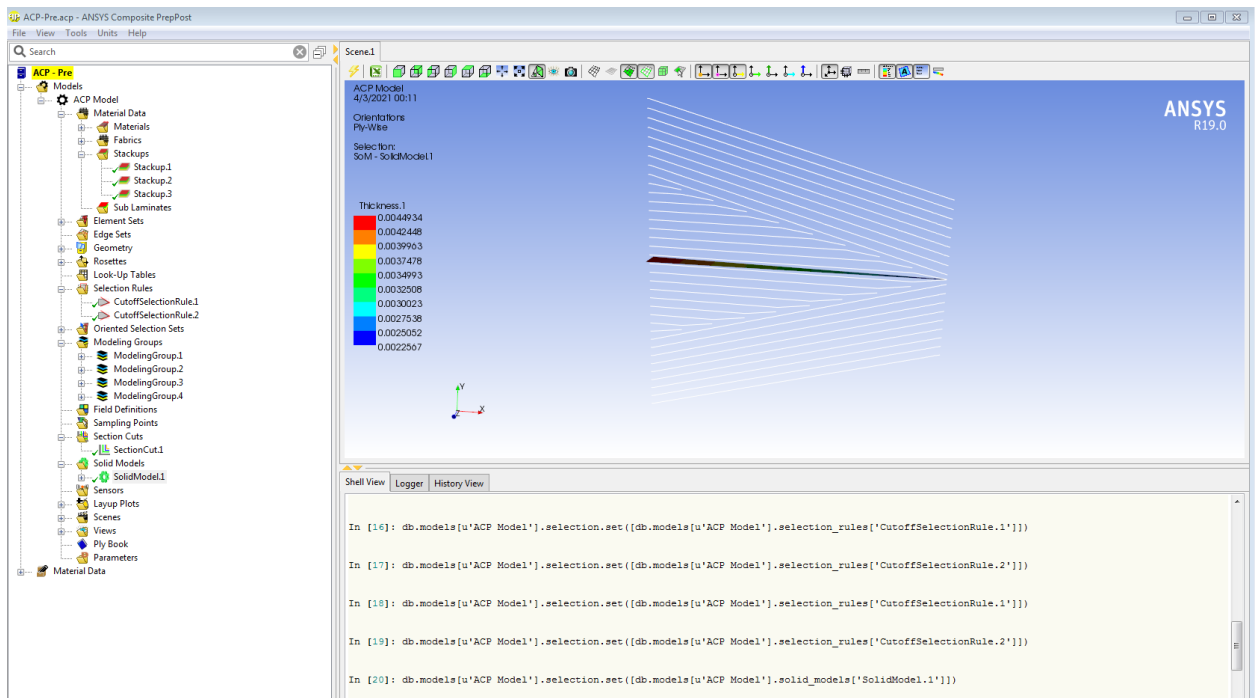 ACP-Pre.acp - ANSYS Composite PrepPost
File View Tools Units Help
Search
ACP - Pre
Models
ACP Model
Material Data
Materials
Fabrics
Stackups
Stackup.1
Stackup.2
Stackup.3
Sub Laminates
Element Sets
Edge Sets
Geometry
Rosettes
Look-Up Tables
Selection Rules
CutoffSelectionRule.1
CutoffSelectionRule.2
Oriented Selection Sets
Modeling Groups
ModelingGroup.1
ModelingGroup.2
ModelingGroup.3
ModelingGroup.4
Field Definitions
Sampling Points
Section Cuts
SectionCut.1
Solid Models
SolidModel.1
Sensors
Layup Plots
Scenes
Views
Ply Book
Parameters
Material Data
Scene.1
ACP Model
4/3/2021 00:11
Orientations
Ply-Wise
Selection:
SoM - SolidModel.1
Thickness.1
0.0044934
0.0042448
0.0039963
0.0037478
0.0034993
0.0032508
0.0030023
0.0027538
0.0025052
0.0022567
Y
X
Z
ANSYS
R19.0
Shell View Logger History View
In [16]: db.models[u'ACP Model'].selection.set([db.models[u'ACP Model'].selection_rules['CutoffSelectionRule.1']])
In [17]: db.models[u'ACP Model'].selection.set([db.models[u'ACP Model'].selection_rules['CutoffSelectionRule.2']])
In [18]: db.models[u'ACP Model'].selection.set([db.models[u'ACP Model'].selection_rules['CutoffSelectionRule.1']])
In [19]: db.models[u'ACP Model'].selection.set([db.models[u'ACP Model'].selection_rules['CutoffSelectionRule.2']])
In [20]: db.models[u'ACP Model'].selection.set([db.models[u'ACP Model'].solid_models['SolidModel.1']])